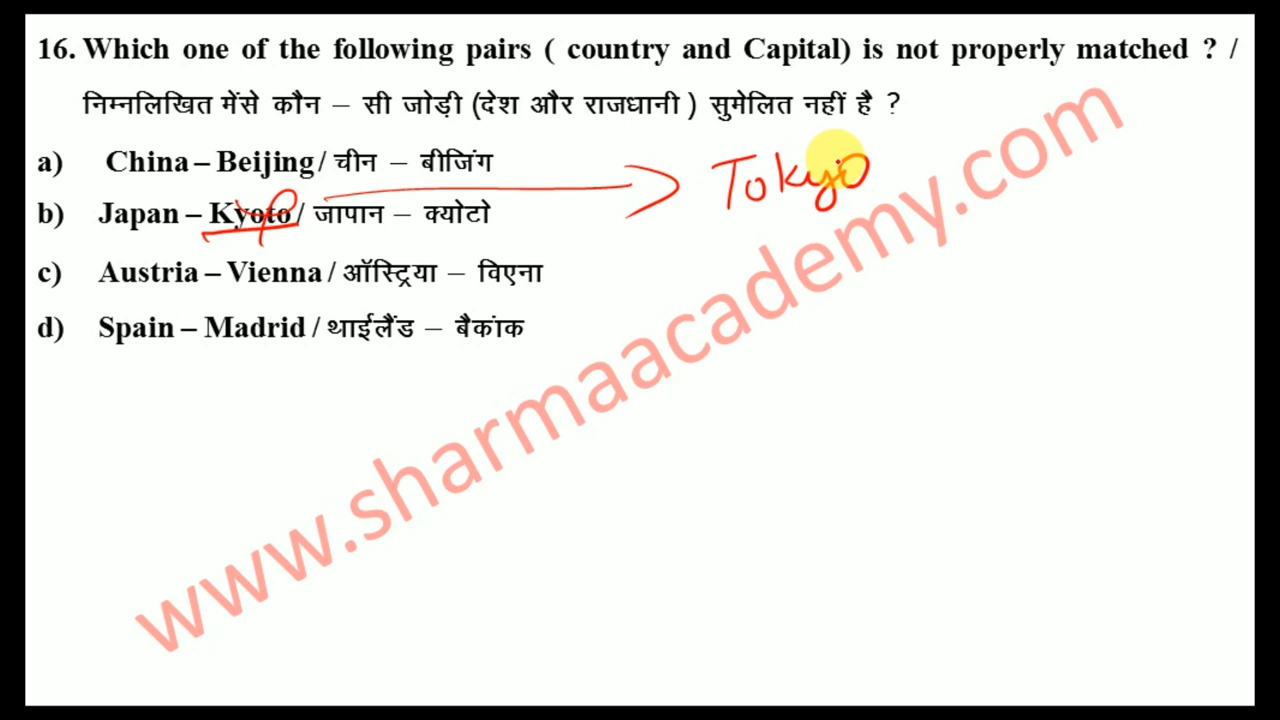 16. Which one of the following pairs ( country and Capital) is not properly matched ? /
निम्नलिखित मेंसे कौन – सी जोड़ी (देश और राजधानी ) सुमेलित नहीं है ?
a) China – Beijing / चीन – बीजिंग
Tokyo
b) Japan – Kyoto / जापान – क्योटो
c) Austria – Vienna / ऑस्ट्रिया – विएना
d) Spain – Madrid / थाईलैंड – बैकांक
www.sharmaacademy.com